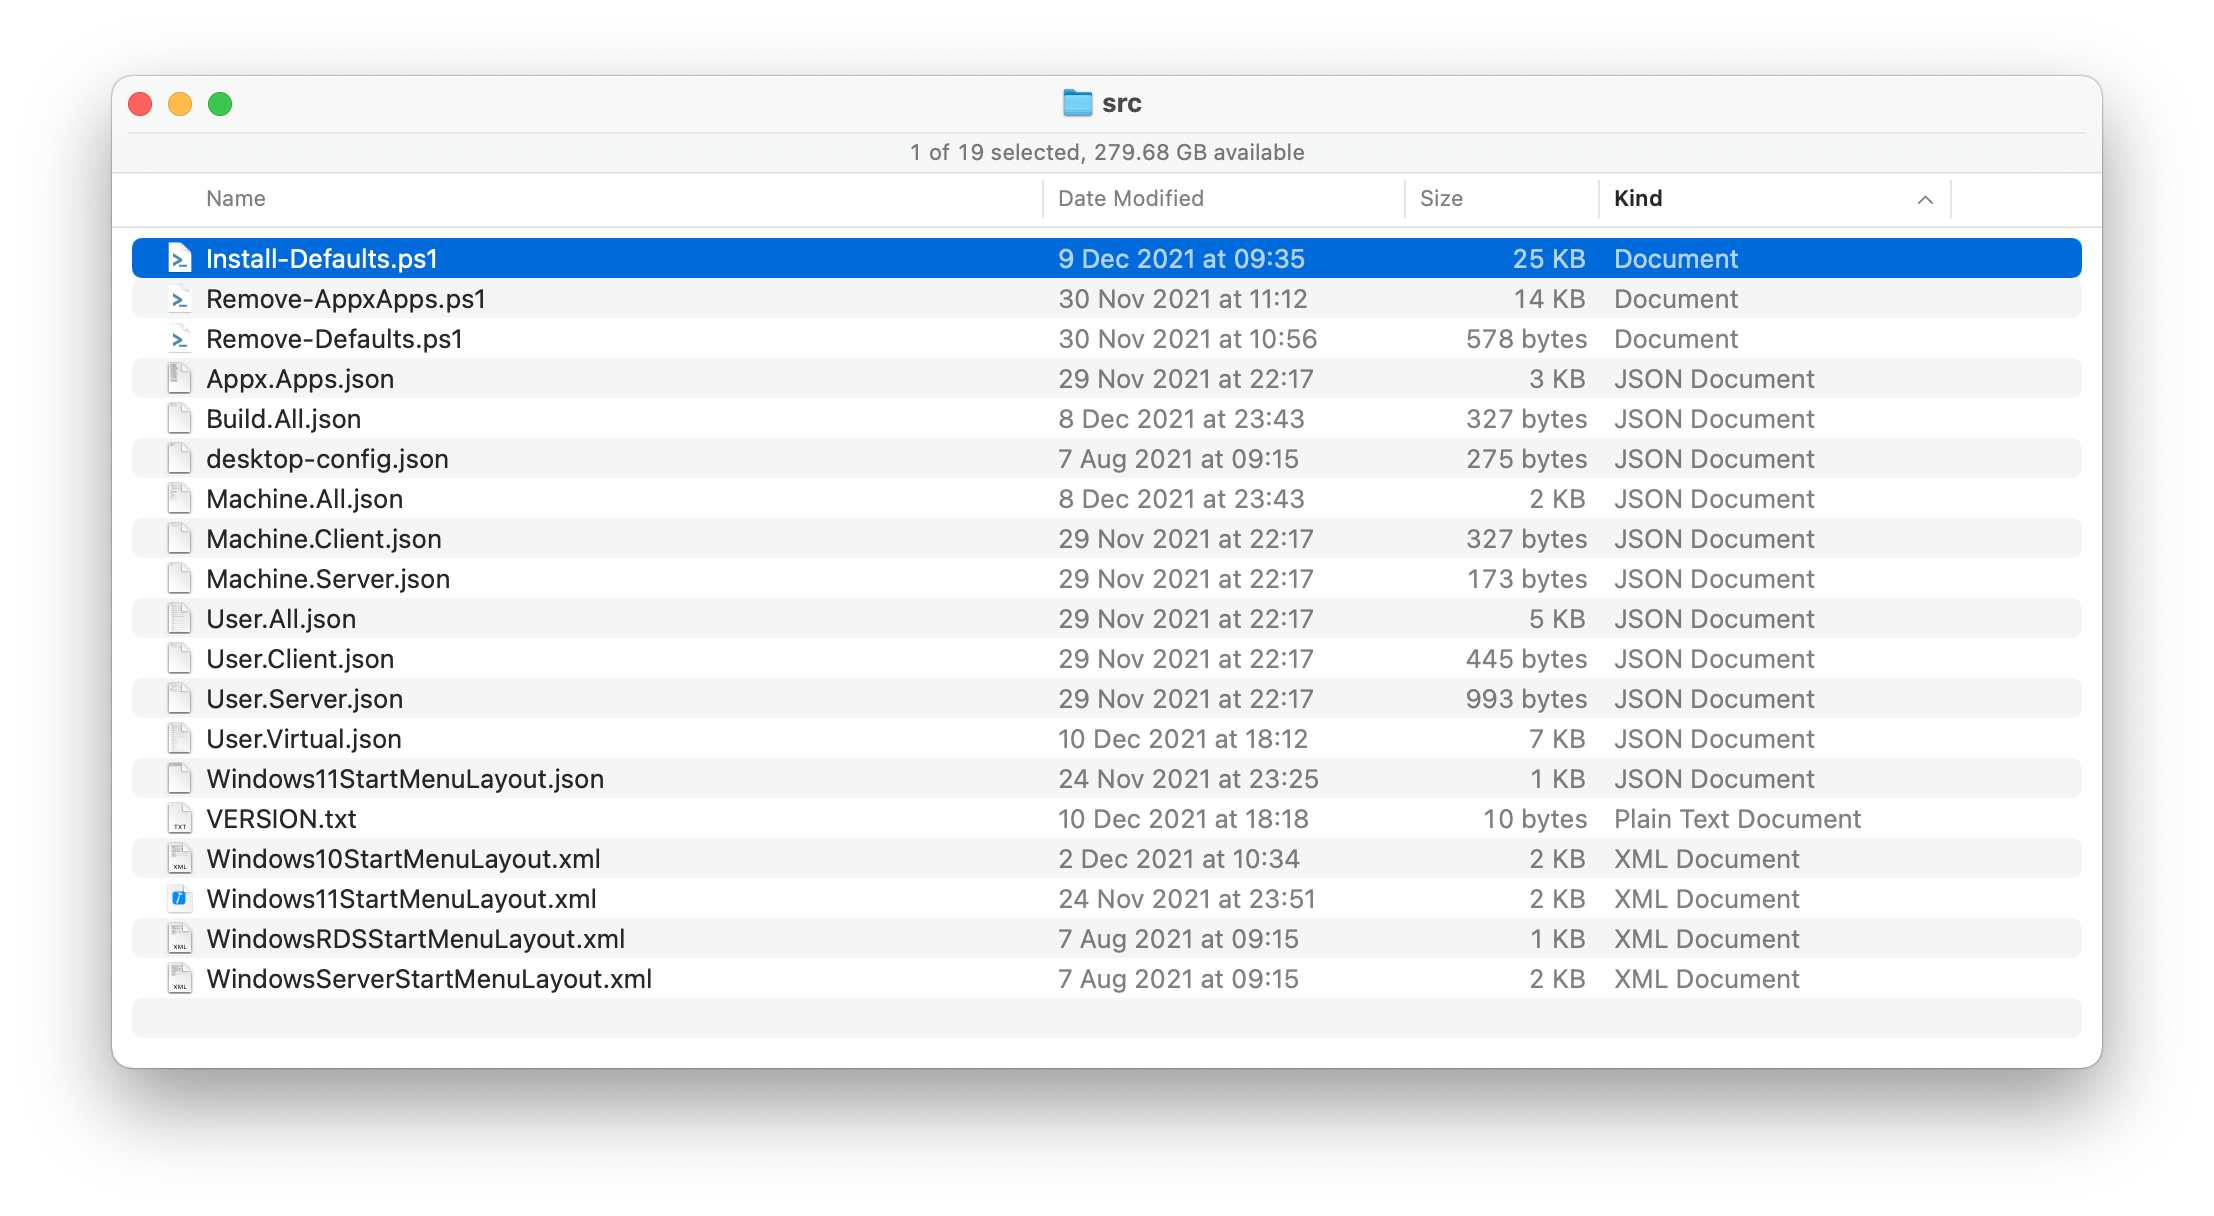 src
1 of 19 selected, 279.68 GB available
Name Date Modified Size Kind
Install-Defaults.ps1 9 Dec 2021 at 09:35 25 KB Document
Remove-AppxApps.ps1 30 Nov 2021 at 11:12 14 KB Document
Remove-Defaults.ps1 30 Nov 2021 at 10:56 578 bytes Document
Appx.Apps.json 29 Nov 2021 at 22:17 3 KB JSON Document
Build.All.json 8 Dec 2021 at 23:43 327 bytes JSON Document
desktop-config.json 7 Aug 2021 at 09:15 275 bytes JSON Document
Machine.All.json 8 Dec 2021 at 23:43 2 KB JSON Document
Machine.Client.json 29 Nov 2021 at 22:17 327 bytes JSON Document
Machine.Server.json 29 Nov 2021 at 22:17 173 bytes JSON Document
User.All.json 29 Nov 2021 at 22:17 5 KB JSON Document
User.Client.json 29 Nov 2021 at 22:17 445 bytes JSON Document
User.Server.json 29 Nov 2021 at 22:17 993 bytes JSON Document
User.Virtual.json 10 Dec 2021 at 18:12 7 KB JSON Document
Windows11StartMenuLayout.json 24 Nov 2021 at 23:25 1 KB JSON Document
TXT VERSION.txt 10 Dec 2021 at 18:18 10 bytes Plain Text Document
XML Windows10StartMenuLayout.xml 2 Dec 2021 at 10:34 2 KB XML Document
Windows11StartMenuLayout.xml 24 Nov 2021 at 23:51 2 KB XML Document
XML WindowsRDSStartMenuLayout.xml 7 Aug 2021 at 09:15 1 KB XML Document
XML WindowsServerStartMenuLayout.xml 7 Aug 2021 at 09:15 2 KB XML Document